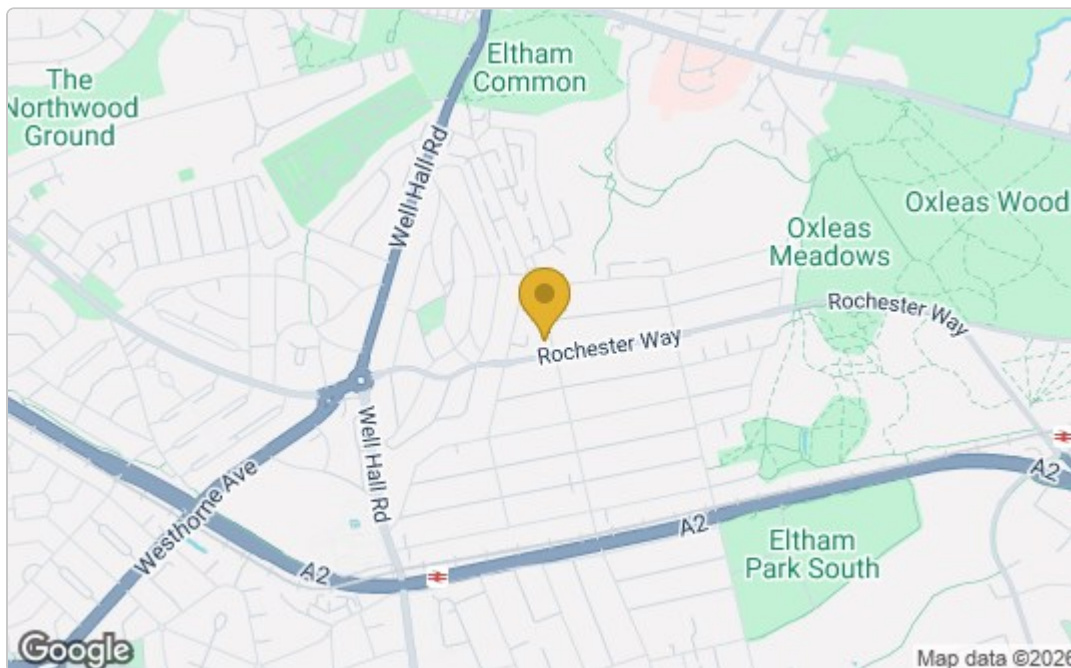 The
Northwood
Ground
Eltham
Common
Well Hall Rd
Oxleas Wood
Oxleas
Meadows
Rochester Way
Rochester Way
Well Hall Rd
Westhorne Ave
A2
A2
A2
Eltham
Park South
Google
Map data ©2026